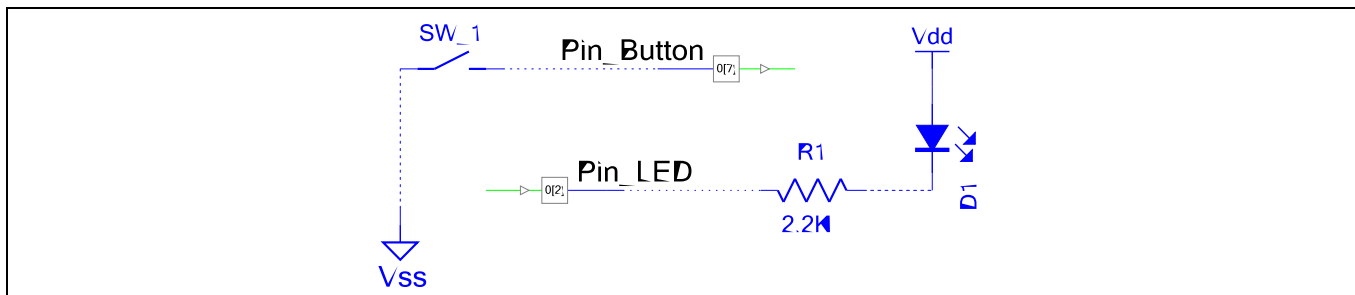 SW_1
Pin_Button
0[7]
Vdd
R1
Pin_LED
0[2]
2.2K
D1
Vss